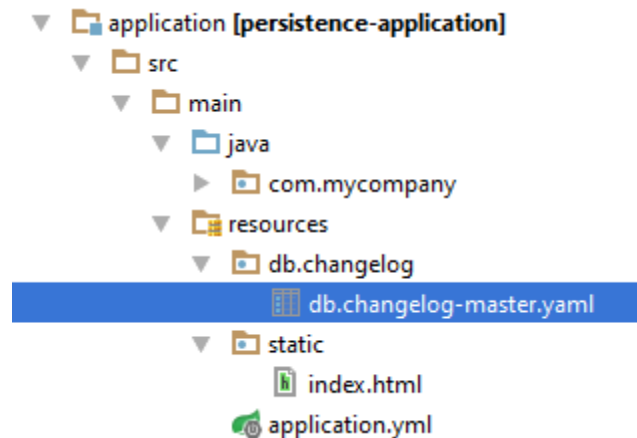 application [persistence-application]
src
main
java
com.mycompany
resources
db.changelog
db.changelog-master.yaml
static
index.html
application.yml